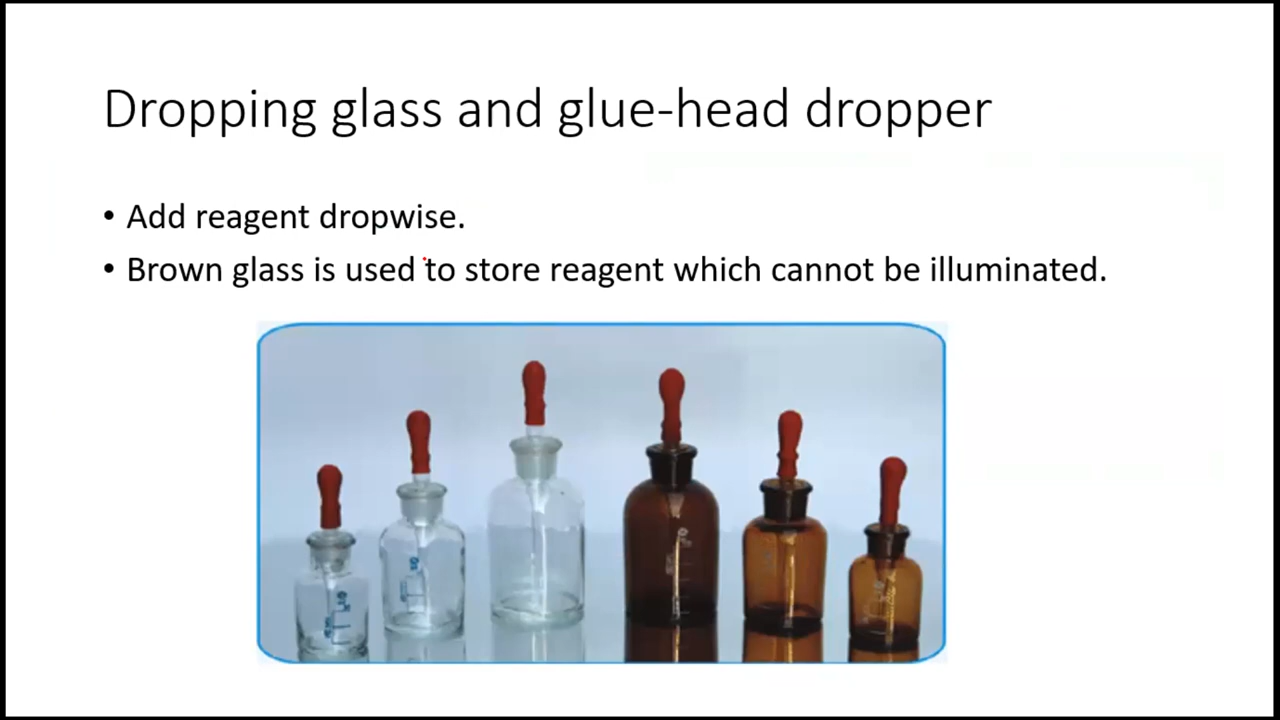 Dropping glass and glue-head dropper
• Add reagent dropwise.
• Brown glass is used to store reagent which cannot be illuminated.